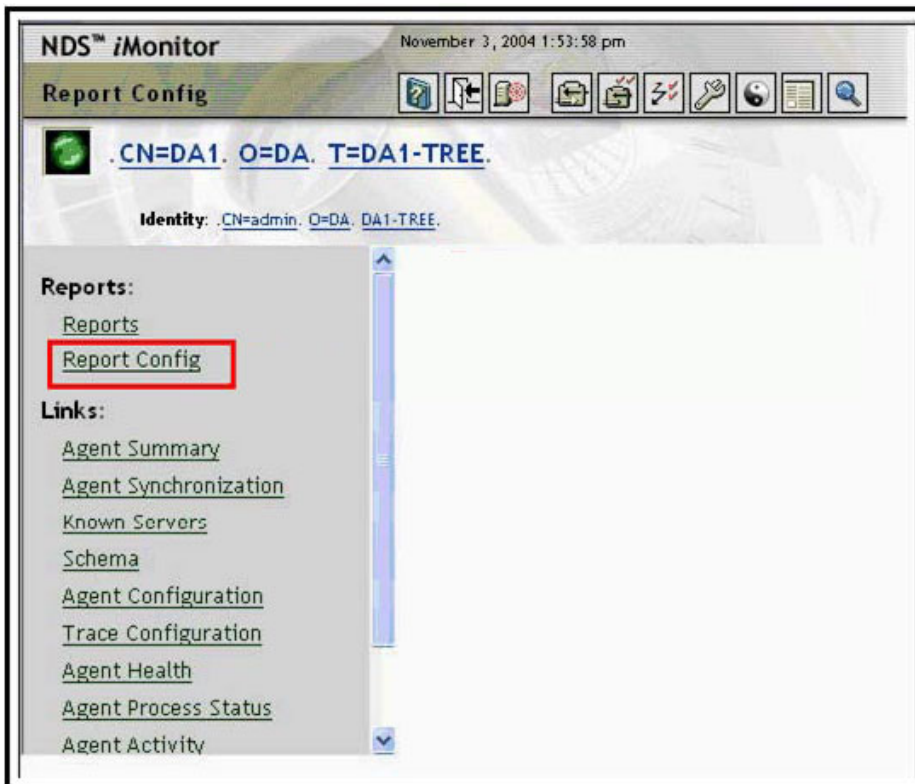 NDS™ iMonitor
November 3, 2004 1:53:58 pm
Report Config
. CN=DA1. O=DA. T=DA1-TREE.
Identity: .CN=admin. O=DA. DA1-TREE.
Reports:
Reports
Report Config
Links:
Agent Summary
Agent Synchronization
Known Servers
Schema
Agent Configuration
Trace Configuration
Agent Health
Agent Process Status
Agent Activity